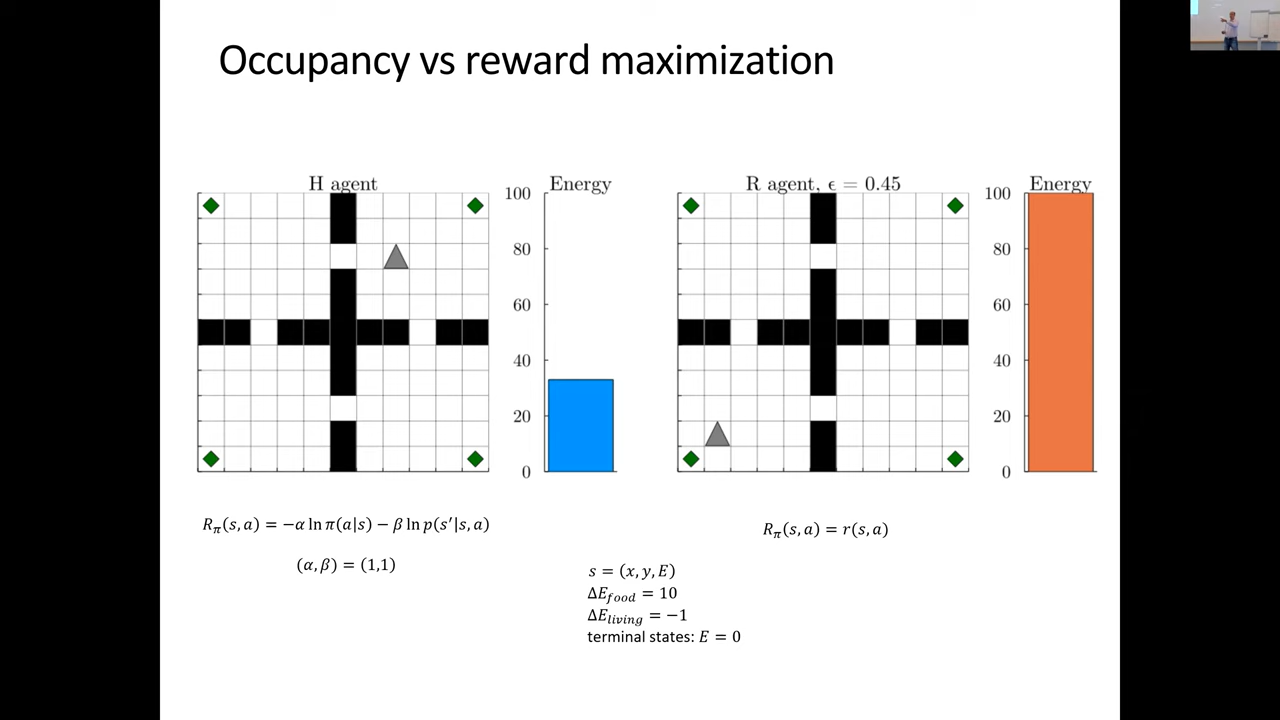 Occupancy vs reward maximization
H agent
Energy
100
80
60
40
20
0
R agent, ϵ = 0.45
Energy
100
80
60
40
20
0
R_π(s, a) = −α ln π(a|s) − β ln p(s′|s, a)
(α, β) = (1,1)
R_π(s, a) = r(s, a)
s = (x, y, E)
ΔE_food = 10
ΔE_living = −1
terminal states: E = 0